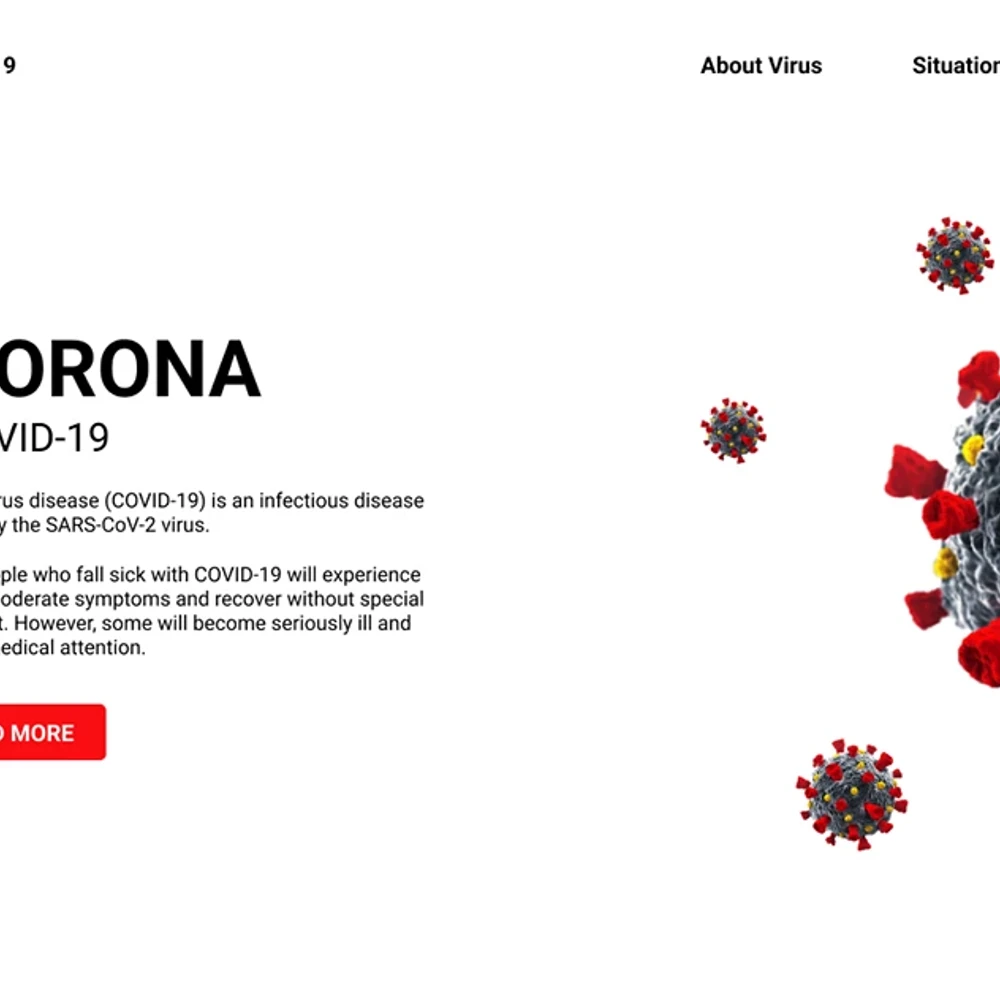 9
About Virus
Situation
ORONA
VID-19
rus disease (COVID-19) is an infectious disease
y the SARS-CoV-2 virus.
ple who fall sick with COVID-19 will experience
oderate symptoms and recover without special
t. However, some will become seriously ill and
edical attention.
D MORE